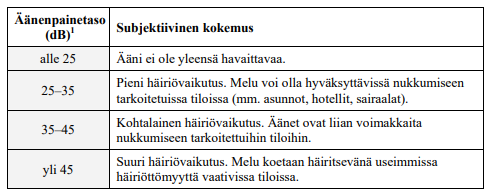 Äänenpainetaso
(dB)¹
Subjektiivinen kokemus
alle 25
Ääni ei ole yleensä havaittavaa.
25–35
Pieni häiriövaikutus. Melu voi olla hyväksyttävissä nukkumiseen
tarkoitetuissa tiloissa (mm. asunnot, hotellit, sairaalat).
35–45
Kohtalainen häiriövaikutus. Äänet ovat liian voimakkaita
nukkumiseen tarkoitettuihin tiloihin.
yli 45
Suuri häiriövaikutus. Melu koetaan häiritsevänä useimmissa
häiriöttömyyttä vaativissa tiloissa.